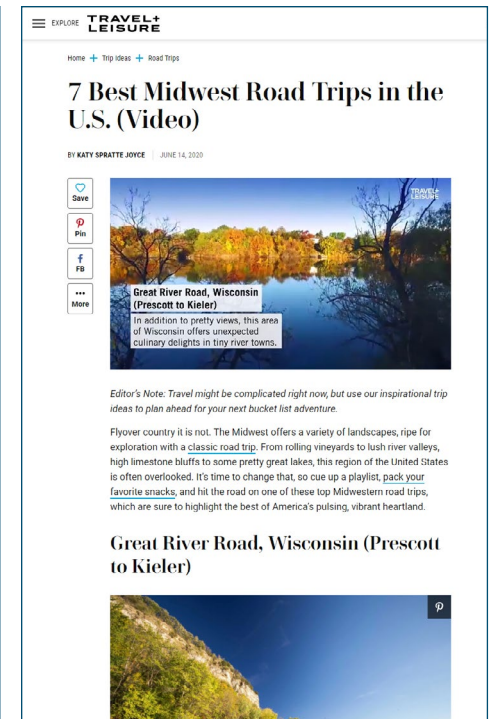 EXPLORE TRAVEL+
LEISURE
Home + Trip Ideas + Road Trips
7 Best Midwest Road Trips in the
U.S. (Video)
BY KATY SPRATTE JOYCE JUNE 14, 2020
Save
Pin
FB
More
TRAVEL+
LEISURE
Great River Road, Wisconsin
(Prescott to Kieler)
In addition to pretty views, this area
of Wisconsin offers unexpected
culinary delights in tiny river towns.
Editor's Note: Travel might be complicated right now, but use our inspirational trip
ideas to plan ahead for your next bucket list adventure.
Flyover country it is not. The Midwest offers a variety of landscapes, ripe for
exploration with a classic road trip. From rolling vineyards to lush river valleys,
high limestone bluffs to some pretty great lakes, this region of the United States
is often overlooked. It's time to change that, so cue up a playlist, pack your
favorite snacks, and hit the road on one of these top Midwestern road trips,
which are sure to highlight the best of America's pulsing, vibrant heartland.
Great River Road, Wisconsin (Prescott
to Kieler)